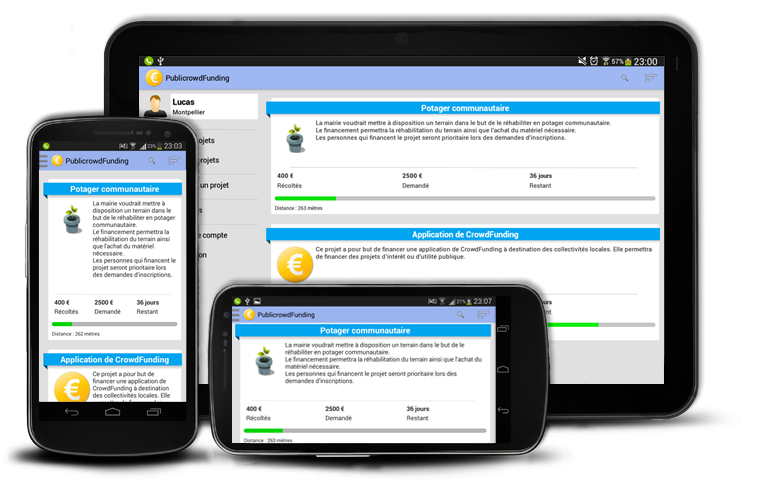 57% 23:00
PublicrowdFunding
Lucas
Montpellier
ojets
rojets
un projet
s
e compte
on
Potager communautaire
La mairie voudrait mettre à disposition un terrain dans le but de le réhabiliter en potager communautaire.
Le financement permettra la réhabilitation du terrain ainsi que l'achat du matériel nécessaire.
Les personnes qui financent le projet seront prioritaire lors des demandes d'inscriptions.
400 € 2500 € 36 jours
Récoltés Demandé Restant
Distance : 263 mètres
Application de CrowdFunding
Ce projet a pour but de financer une application de CrowdFunding à destination des collectivités locales. Elle permettra
de financer des projets d'intérêt ou d'utilité publique.
23% 23:03
PublicrowdFunding
Potager communautaire
La mairie voudrait mettre à
disposition un terrain dans
le but de le réhabiliter en potager
communautaire.
Le financement permettra la
réhabilitation du terrain ainsi
que l'achat du matériel
nécessaire.
Les personnes qui financent le
projet seront prioritaire lors des
demandes d'inscriptions.
400 € 2500 € 36 jours
Récoltés Demandé Restant
Distance : 262 mètres
Application de CrowdFunding
Ce projet a pour but de
financer une application de
CrowdFunding à destination
des collectivités locales. Elle
21% 23:07
PublicrowdFunding
Potager communautaire
La mairie voudrait mettre à disposition un terrain dans le but de le
réhabiliter en potager communautaire.
Le financement permettra la réhabilitation du terrain ainsi que l'achat du
matériel nécessaire.
Les personnes qui financent le projet seront prioritaire lors des
demandes d'inscriptions.
400 € 2500 € 36 jours
Récoltés Demandé Restant
Distance : 263 mètres